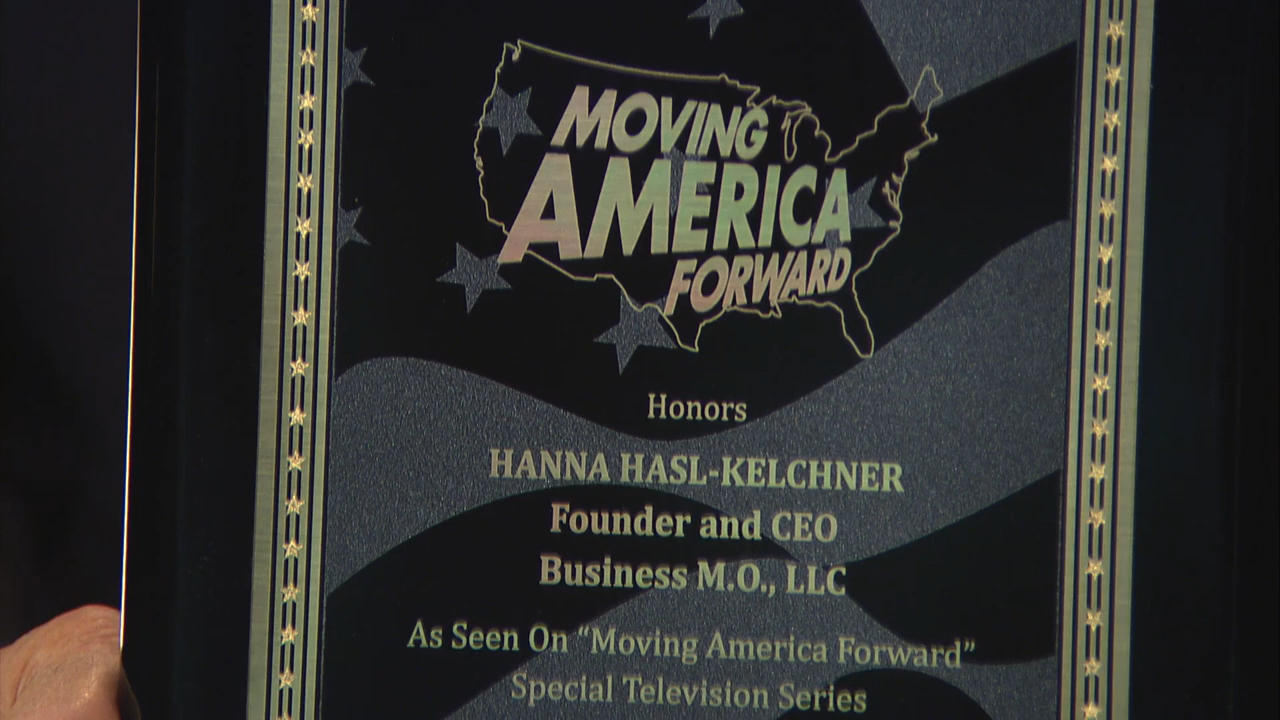 MOVING
AMERICA
FORWARD
Honors
HANNA HASL-KELCHNER
Founder and CEO
Business M.O., LLC
As Seen On “Moving America Forward”
Special Television Series